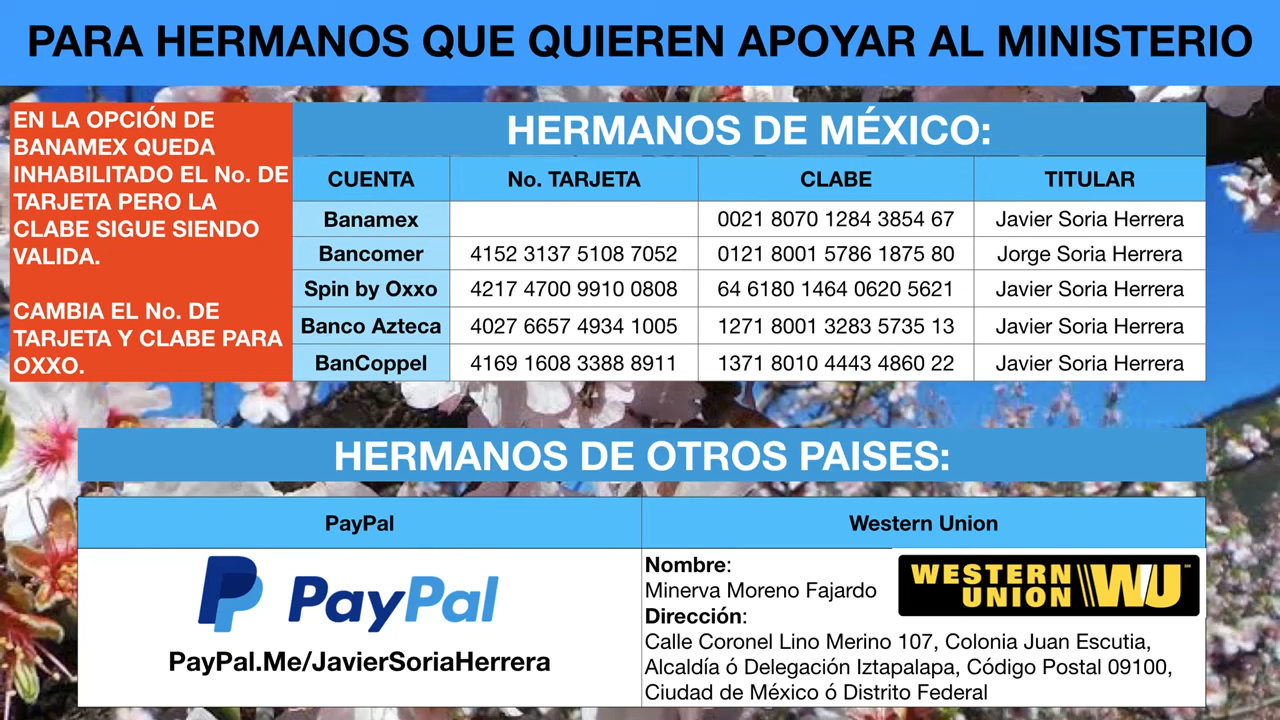 PARA HERMANOS QUE QUIEREN APOYAR AL MINISTERIO
EN LA OPCIÓN DE
BANAMEX QUEDA
INHABILITADO EL No. DE
TARJETA PERO LA
CLABE SIGUE SIENDO
VALIDA.
CAMBIA EL No. DE
TARJETA Y CLABE PARA
OXXO.
HERMANOS DE MÉXICO:
CUENTA No. TARJETA CLABE TITULAR
Banamex 0021 8070 1284 3854 67 Javier Soria Herrera
Bancomer 4152 3137 5108 7052 0121 8001 5786 1875 80 Jorge Soria Herrera
Spin by Oxxo 4217 4700 9910 0808 64 6180 1464 0620 5621 Javier Soria Herrera
Banco Azteca 4027 6657 4934 1005 1271 8001 3283 5735 13 Javier Soria Herrera
BanCoppel 4169 1608 3388 8911 1371 8010 4443 4860 22 Javier Soria Herrera
HERMANOS DE OTROS PAISES:
PayPal Western Union
PayPal
PayPal.Me/JavierSoriaHerrera
Nombre:
Minerva Moreno Fajardo
Dirección:
Calle Coronel Lino Merino 107, Colonia Juan Escutia,
Alcaldía ó Delegación Iztapalapa, Código Postal 09100,
Ciudad de México ó Distrito Federal
WESTERN
UNION WU